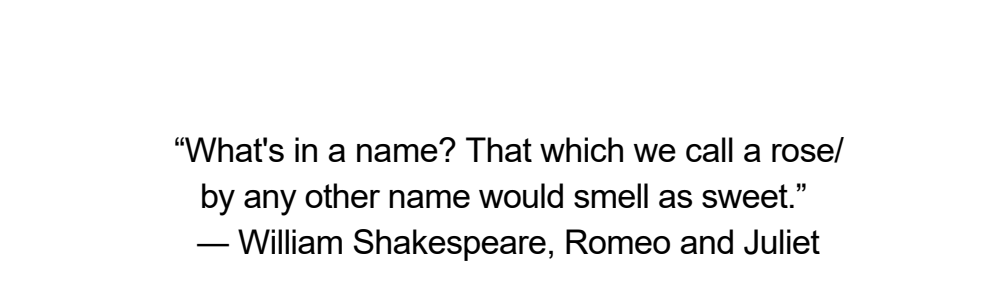 “What's in a name? That which we call a rose/
by any other name would smell as sweet.”
— William Shakespeare, Romeo and Juliet